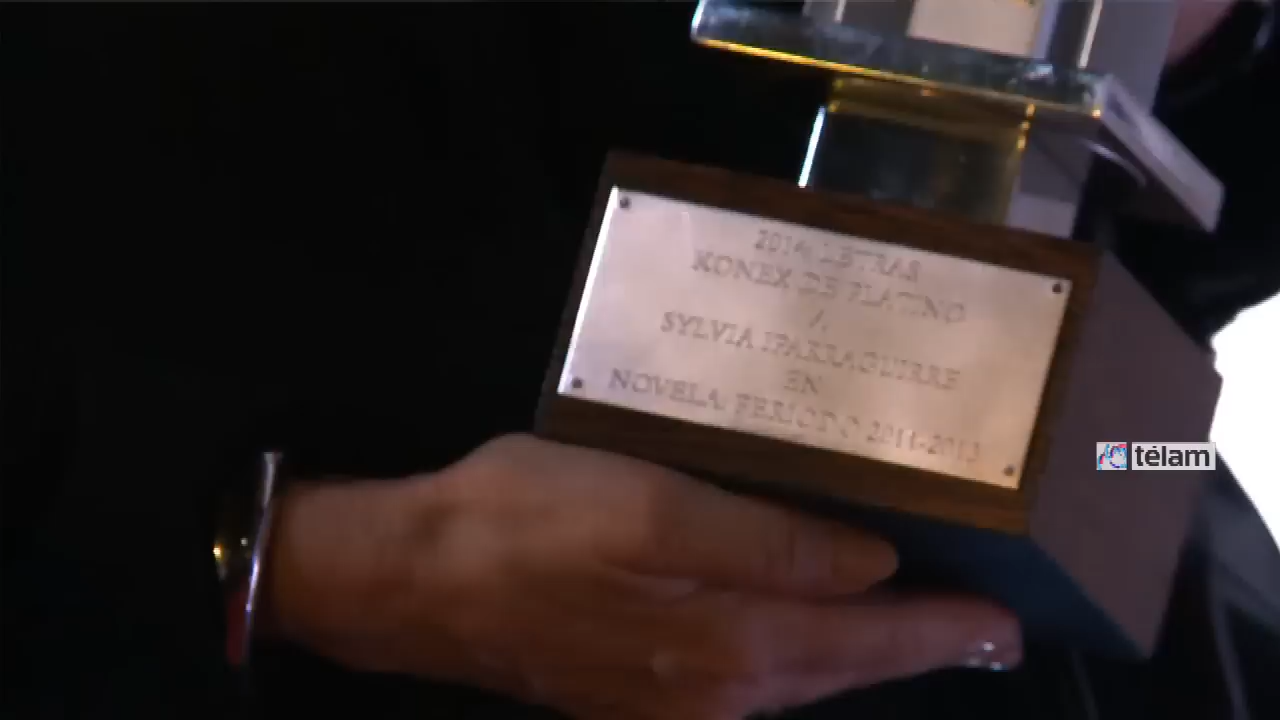 2014 LETRAS
KONEX DE PLATINO
A
SYLVIA IPARRAGUIRRE
EN
NOVELA: PERIODO 2011-2013
télam